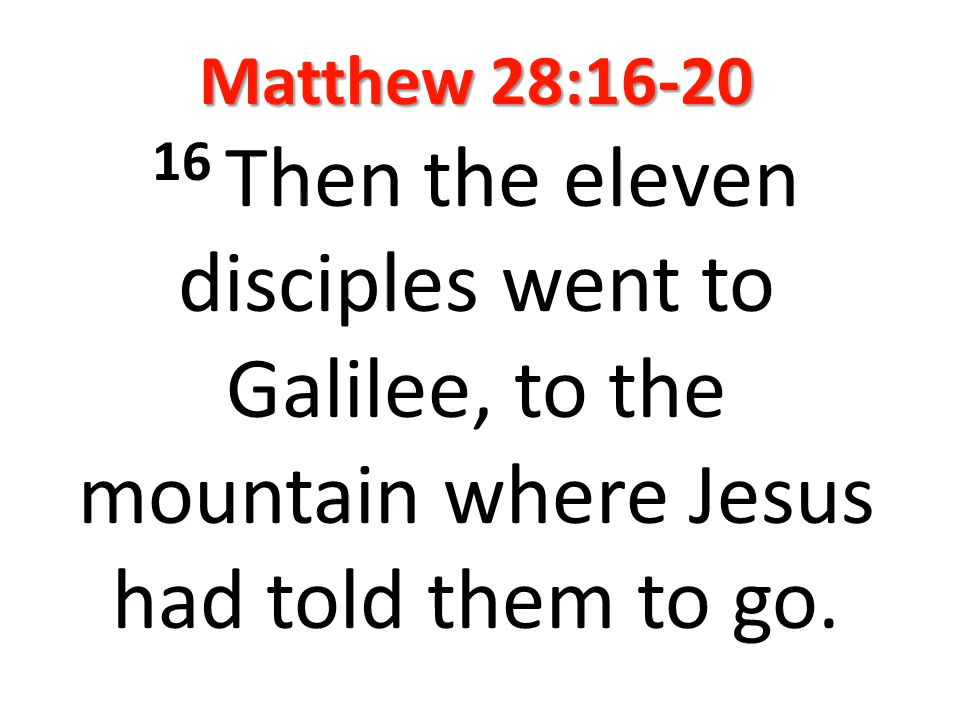 Matthew 28:16-20
16 Then the eleven
disciples went to
Galilee, to the
mountain where Jesus
had told them to go.